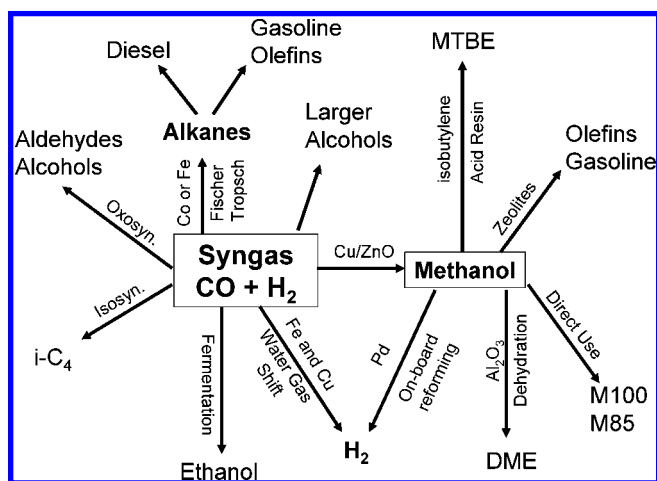 Diesel
Gasoline
Olefins
MTBE
Alkanes
Larger
Alcohols
Aldehydes
Alcohols
Olefins
Gasoline
Co or Fe
Fischer
Tropsch
isobutylene
Acid Resin
Zeolites
Oxosyn.
Syngas
CO + H₂
Cu/ZnO
Methanol
Isosyn.
i-C₄
Fermentation
Fe and Cu
Water Gas
Shift
Pd
On-board
reforming
Al₂O₃
Dehydration
Direct Use
M100
M85
Ethanol
H₂
DME